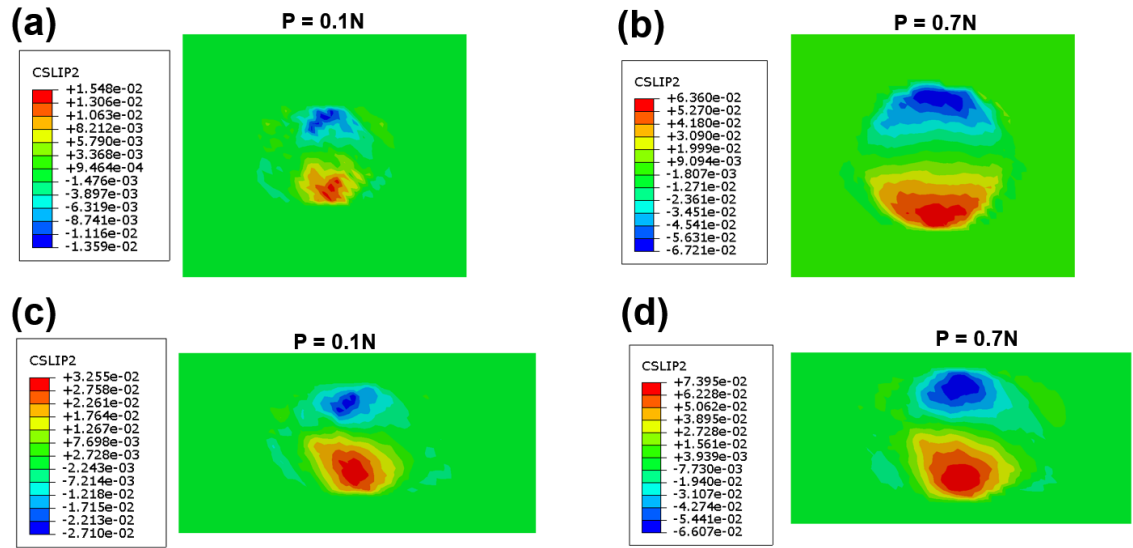 (a)
P = 0.1N
CSLIP2
+1.548e-02
+1.306e-02
+1.063e-02
+8.212e-03
+5.790e-03
+3.368e-03
+9.464e-04
-1.476e-03
-3.897e-03
-6.319e-03
-8.741e-03
-1.116e-02
-1.359e-02
(b)
P = 0.7N
CSLIP2
+6.360e-02
+5.270e-02
+4.180e-02
+3.090e-02
+1.999e-02
+9.094e-03
-1.807e-03
-1.271e-02
-2.361e-02
-3.451e-02
-4.541e-02
-5.631e-02
-6.721e-02
(c)
P = 0.1N
CSLIP2
+3.255e-02
+2.758e-02
+2.261e-02
+1.764e-02
+1.267e-02
+7.698e-03
+2.728e-03
-2.243e-03
-7.214e-03
-1.218e-02
-1.715e-02
-2.213e-02
-2.710e-02
(d)
P = 0.7N
CSLIP2
+7.395e-02
+6.228e-02
+5.062e-02
+3.895e-02
+2.728e-02
+1.561e-02
+3.939e-03
-7.730e-03
-1.940e-02
-3.107e-02
-4.274e-02
-5.441e-02
-6.607e-02